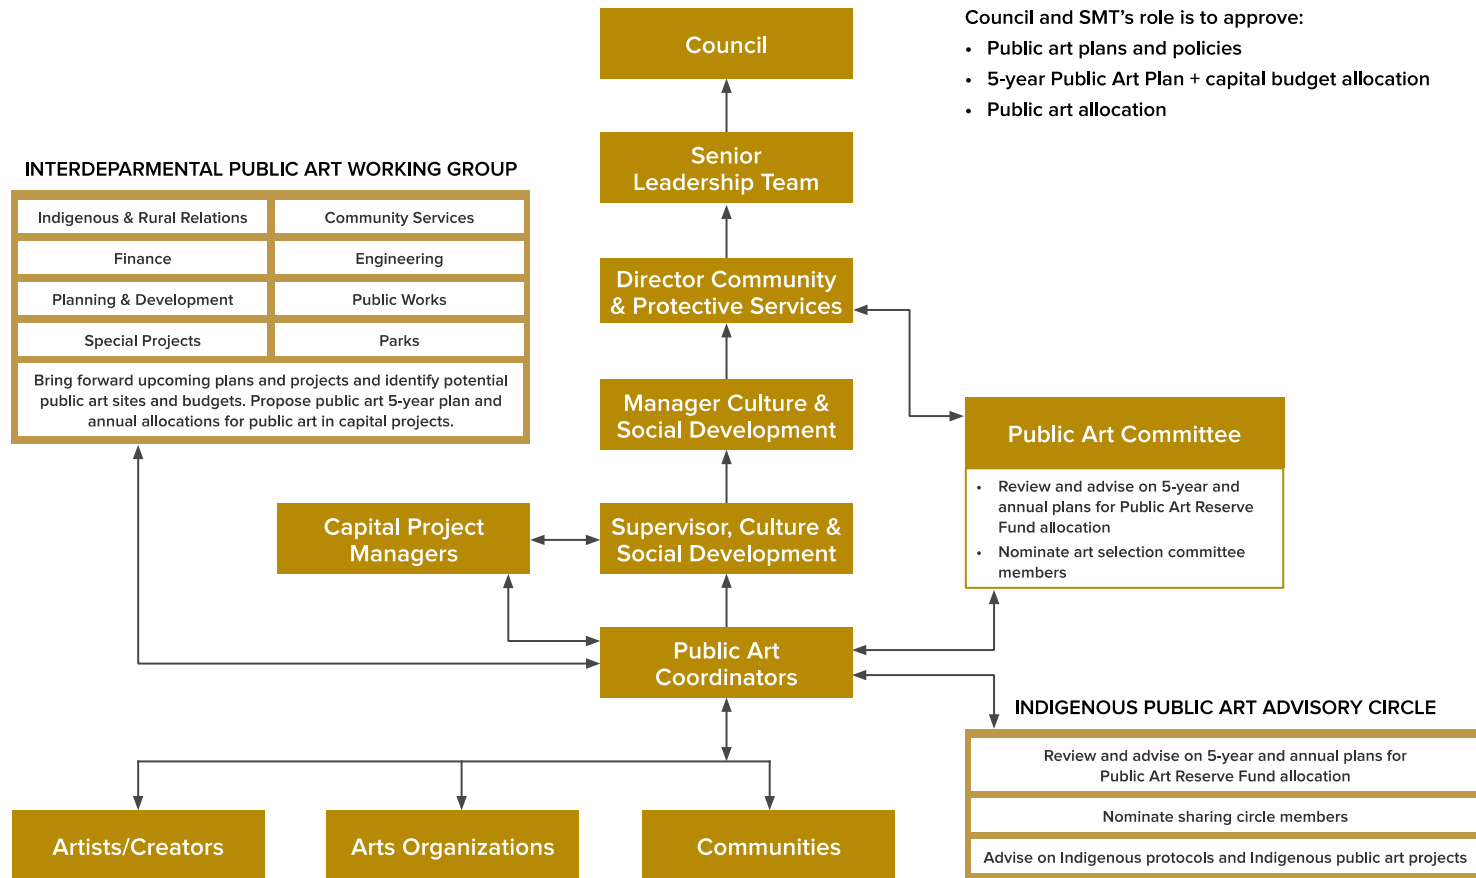 Council
Council and SMT's role is to approve:
• Public art plans and policies
• 5-year Public Art Plan + capital budget allocation
• Public art allocation
Senior
Leadership Team
INTERDEPARMENTAL PUBLIC ART WORKING GROUP
Indigenous & Rural Relations
Community Services
Finance
Engineering
Planning & Development
Public Works
Special Projects
Parks
Bring forward upcoming plans and projects and identify potential
public art sites and budgets. Propose public art 5-year plan and
annual allocations for public art in capital projects.
Director Community
& Protective Services
Manager Culture &
Social Development
Public Art Committee
• Review and advise on 5-year and
annual plans for Public Art Reserve
Fund allocation
• Nominate art selection committee
members
Capital Project
Managers
Supervisor, Culture &
Social Development
Public Art
Coordinators
INDIGENOUS PUBLIC ART ADVISORY CIRCLE
Review and advise on 5-year and annual plans for
Public Art Reserve Fund allocation
Nominate sharing circle members
Advise on Indigenous protocols and Indigenous public art projects
Artists/Creators
Arts Organizations
Communities